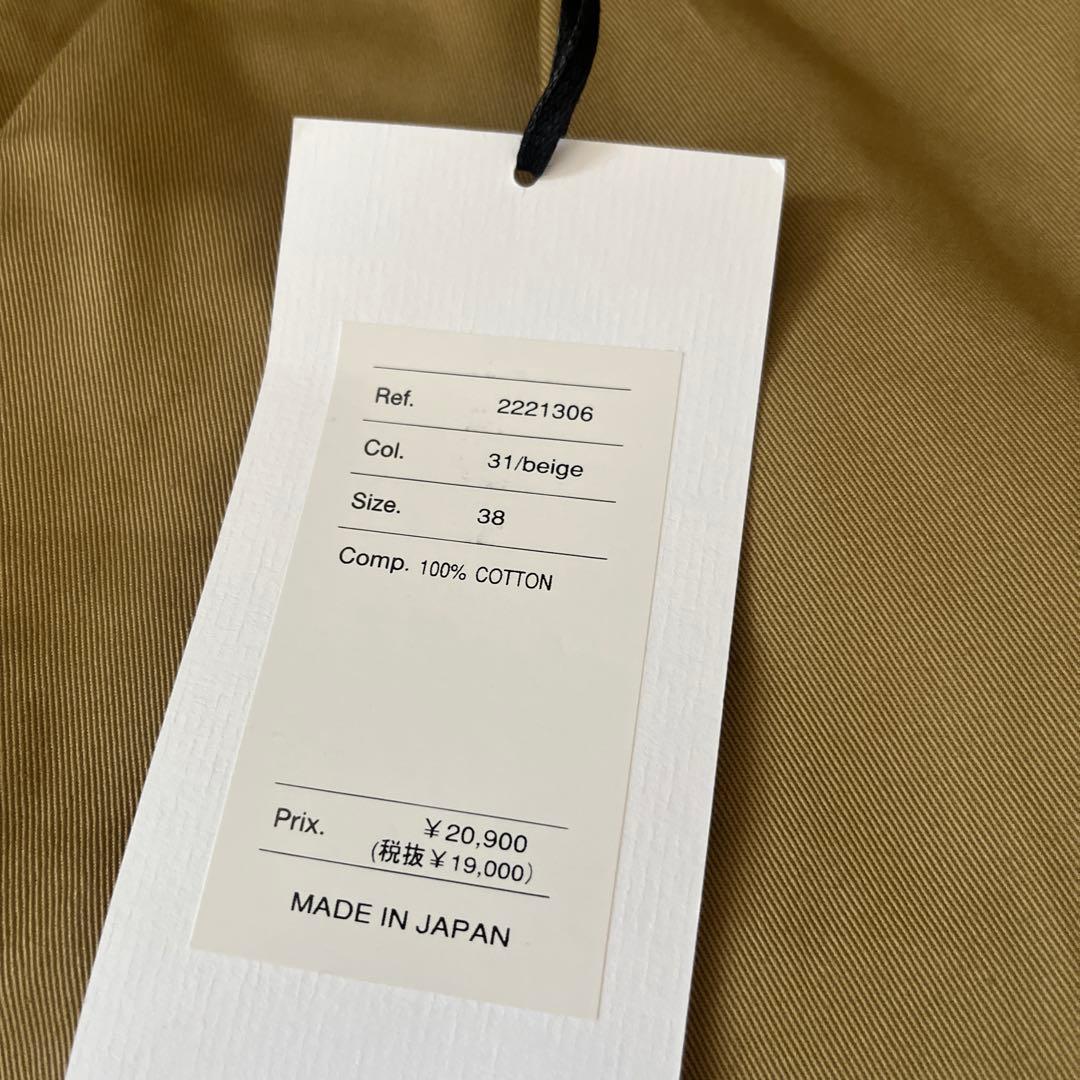 Ref. 2221306
Col. 31/beige
Size. 38
Comp. 100% COTTON
Prix. ¥20,900
(税抜¥19,000)
MADE IN JAPAN